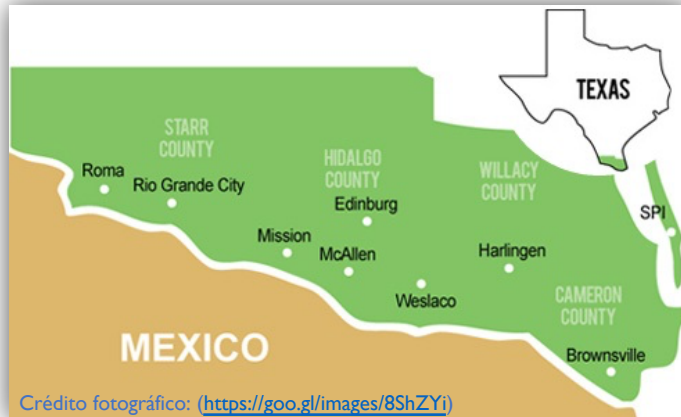 TEXAS
STARR
COUNTY
HIDALGO
COUNTY
WILLACY
COUNTY
Roma
Rio Grande City
Edinburg
SPI
Mission
McAllen
Harlingen
Weslaco
CAMERON
COUNTY
MEXICO
Brownsville
Crédito fotográfico: (https://goo.gl/images/8ShZYi)